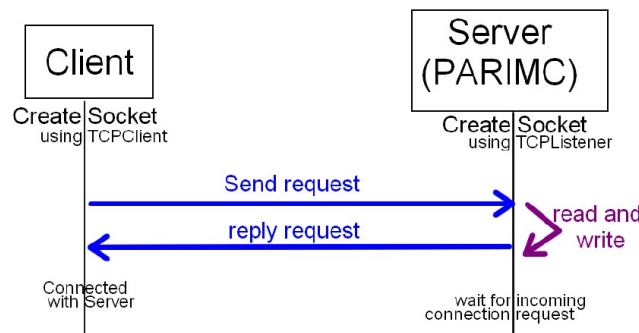 Client
Server
(PARIMC)
Create Socket
using TCPClient
Create Socket
using TCPListener
Send request
reply request
read and
write
Connected
with Server
wait for incoming
connection request